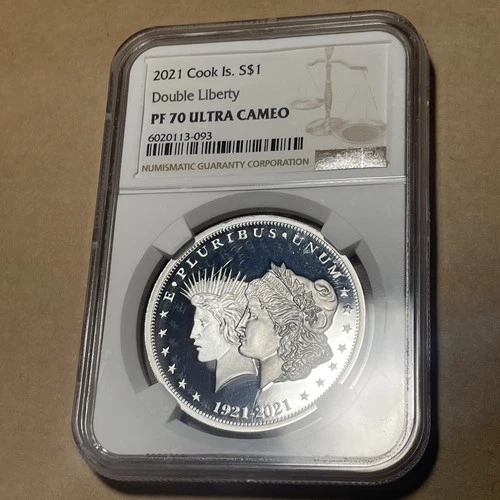 2021 Cook Is. S$1
Double Liberty
PF 70 ULTRA CAMEO
6020113-093
NUMISMATIC GUARANTY CORPORATION
E•PLURIBUS•UNUM
1921-2021